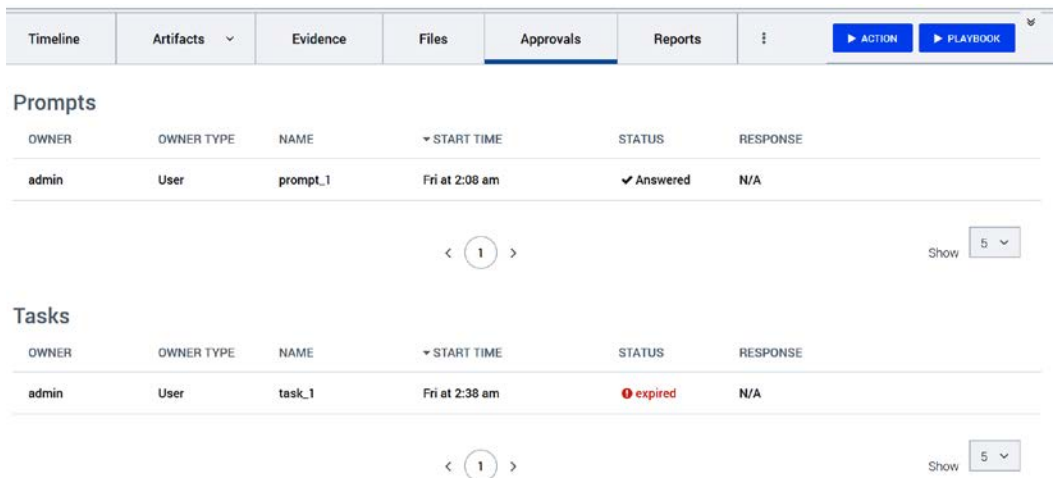 Timeline Artifacts Evidence Files Approvals Reports ACTION PLAYBOOK
Prompts
OWNER OWNER TYPE NAME START TIME STATUS RESPONSE
admin User prompt_1 Fri at 2:08 am Answered N/A
1
Show 5
Tasks
OWNER OWNER TYPE NAME START TIME STATUS RESPONSE
admin User task_1 Fri at 2:38 am expired N/A
1
Show 5